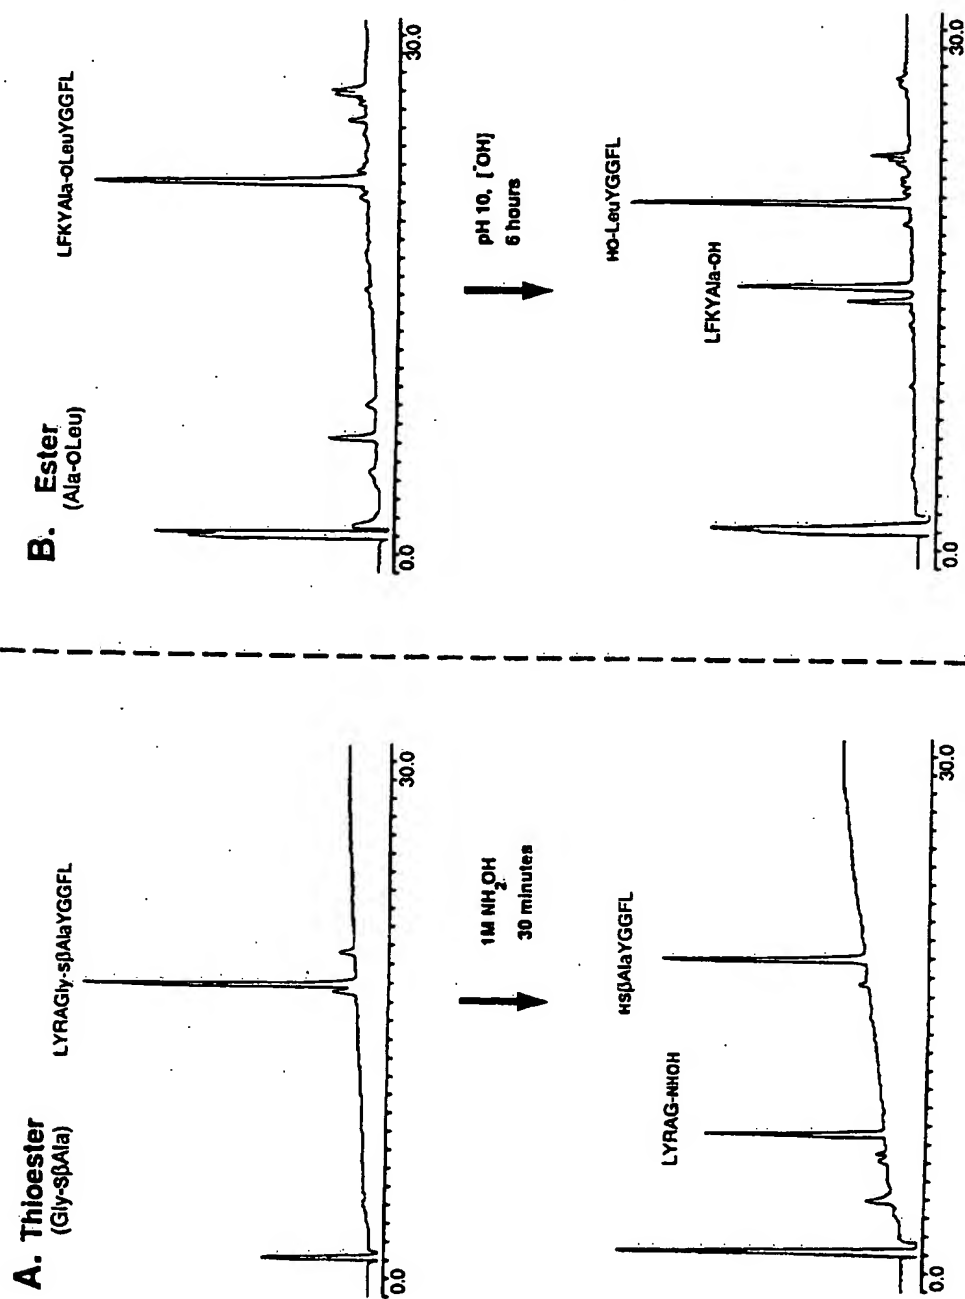 A. Thioester
(Gly-sβAla)
LYRAGly-sβAlaYGGFL
0.0
30.0
1M NH2OH
30 minutes
LYRAG-NHOH
HSβAlaYGGFL
0.0
30.0
B. Ester
(Ala-OLeu)
LFKYAla-OLeuYGGFL
0.0
30.0
pH 10, [-OH]
6 hours
LFKYAla-OH
HO-LeuYGGFL
0.0
30.0